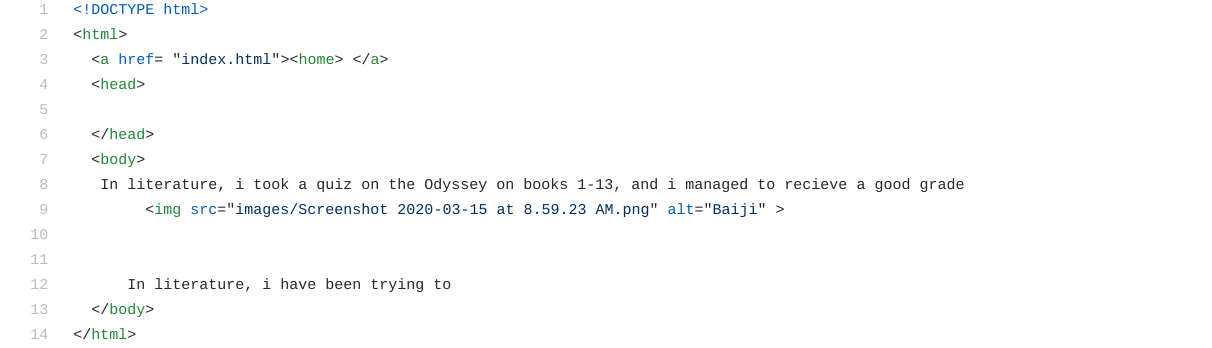 1 <!DOCTYPE html>
2 <html>
3 <a href= "index.html"><home> </a>
4 <head>
5
6 </head>
7 <body>
8 In literature, i took a quiz on the Odyssey on books 1-13, and i managed to recieve a good grade
9 <img src="images/Screenshot 2020-03-15 at 8.59.23 AM.png" alt="Baiji" >
10
11
12 In literature, i have been trying to
13 </body>
14 </html>